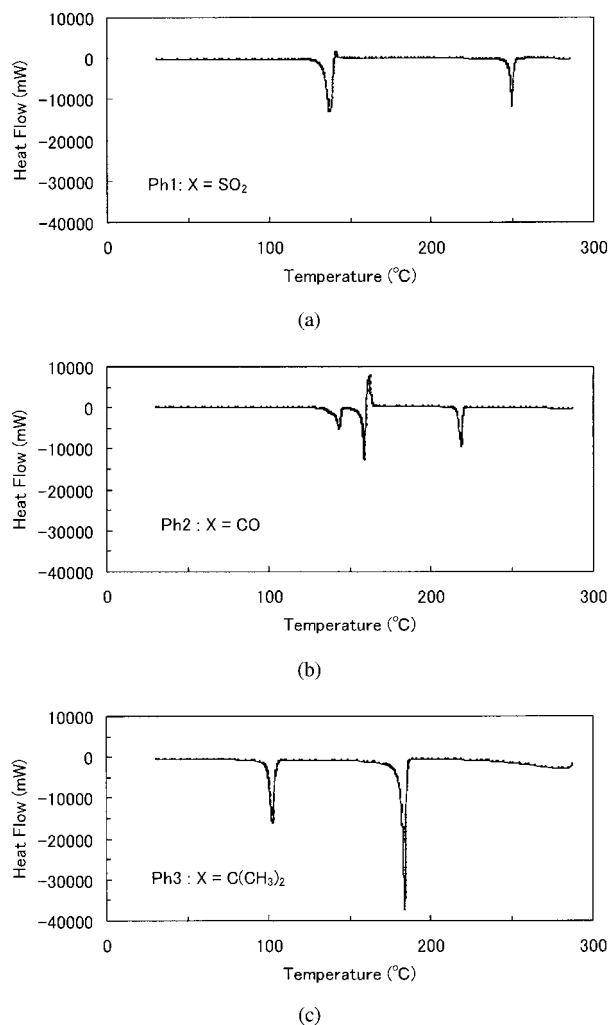 10000
0
−10000
−20000
−30000
−40000
Heat Flow (mW)
Ph1: X = SO₂
0 100 200 300
Temperature (°C)
(a)
10000
0
−10000
−20000
−30000
−40000
Heat Flow (mW)
Ph2 : X = CO
0 100 200 300
Temperature (°C)
(b)
10000
0
−10000
−20000
−30000
−40000
Heat Flow (mW)
Ph3 : X = C(CH₃)₂
0 100 200 300
Temperature (°C)
(c)